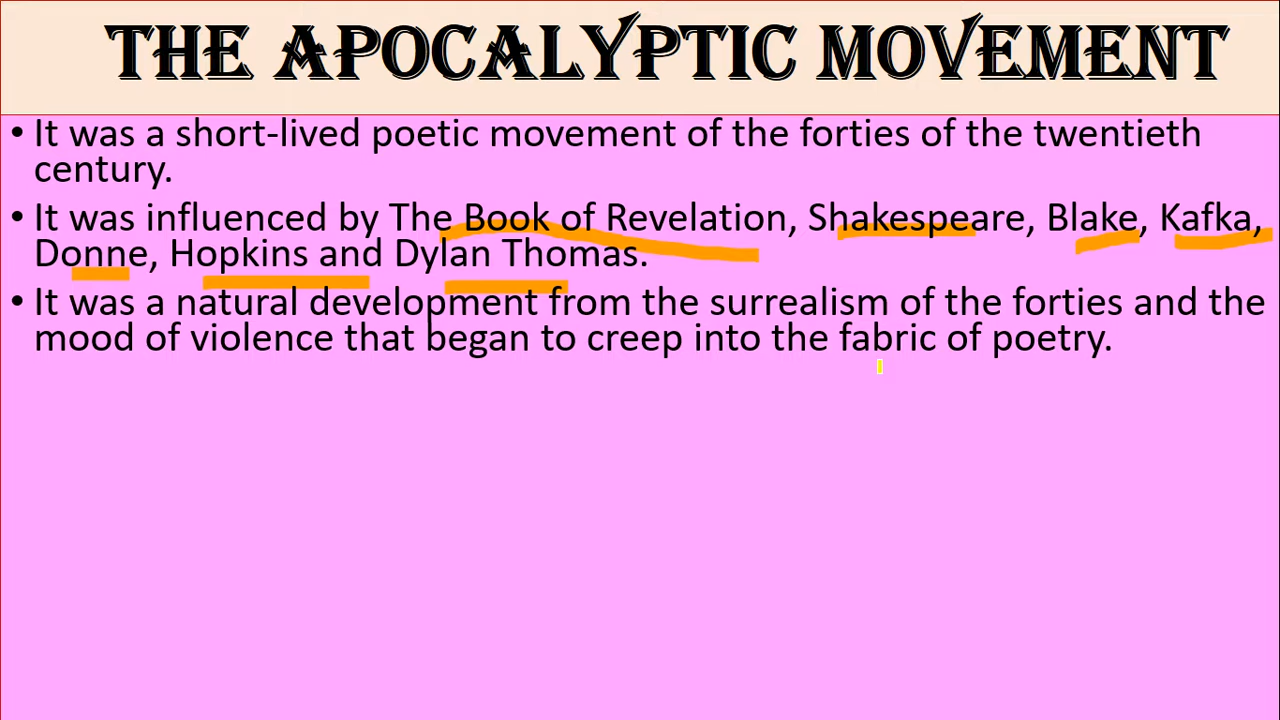 THE APOCALYPTIC MOVEMENT
• It was a short-lived poetic movement of the forties of the twentieth
century.
• It was influenced by The Book of Revelation, Shakespeare, Blake, Kafka,
Donne, Hopkins and Dylan Thomas.
• It was a natural development from the surrealism of the forties and the
mood of violence that began to creep into the fabric of poetry.